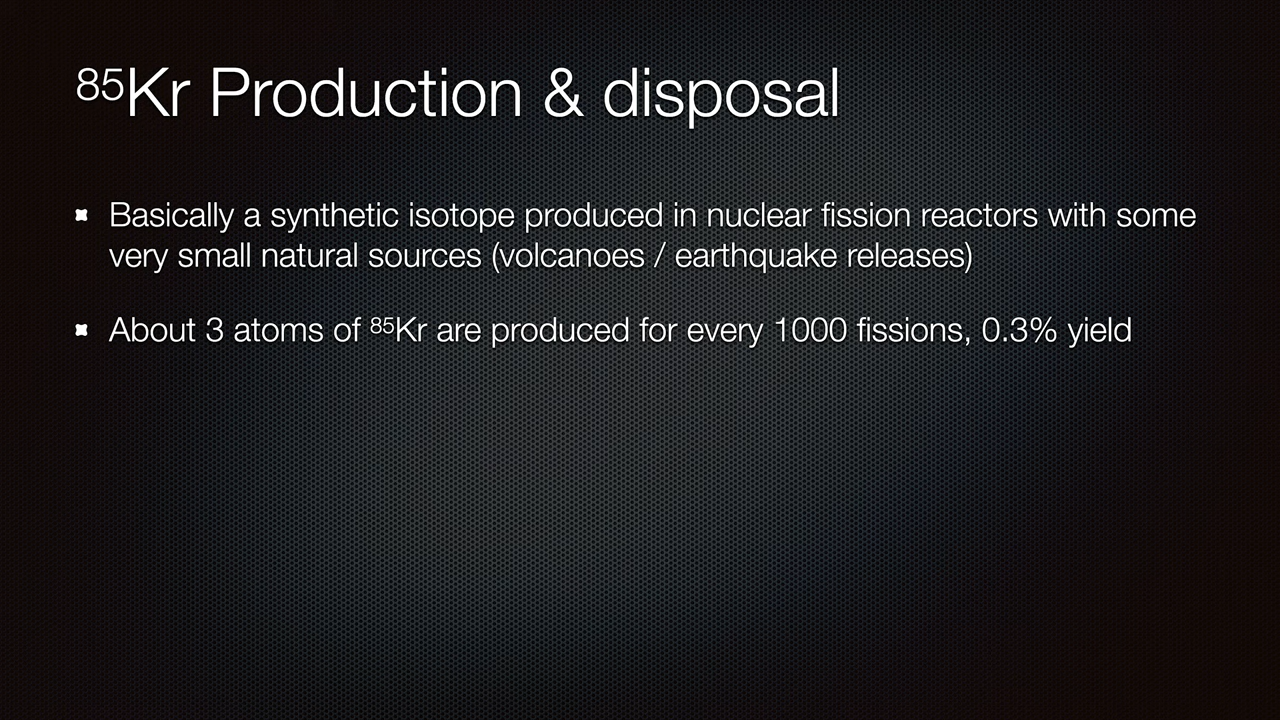 ⁸⁵Kr Production & disposal
Basically a synthetic isotope produced in nuclear fission reactors with some
very small natural sources (volcanoes / earthquake releases)
About 3 atoms of ⁸⁵Kr are produced for every 1000 fissions, 0.3% yield